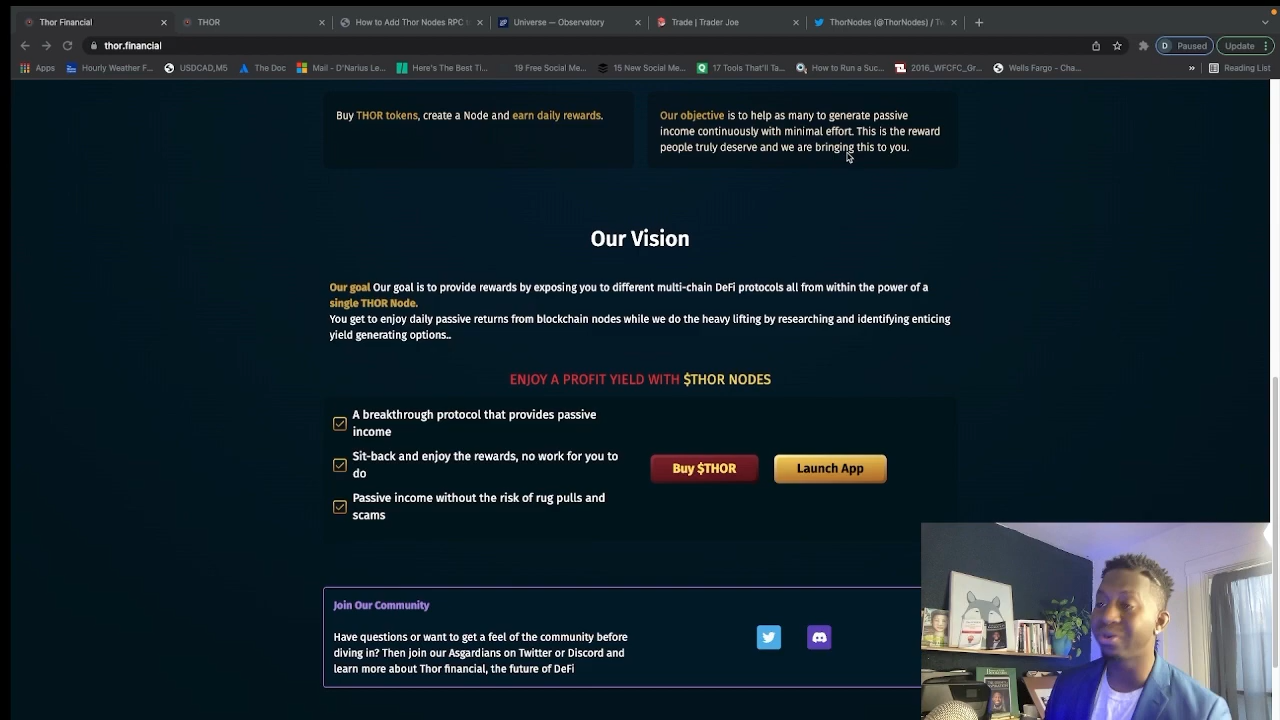 Thor Financial
THOR
How to Add Thor Nodes RPC t
Universe — Observatory
Trade | Trader Joe
ThorNodes (@ThorNodes) / Tw
thor.financial
D Paused
Update
Apps
Hourly Weather F...
USDCAD,M5
The Doc
Mail - D'Narius Le...
Here's The Best Ti...
19 Free Social Me...
15 New Social Me...
17 Tools That'll Ta...
How to Run a Suc...
2016_WFCFC_Gr...
Wells Fargo - Cha...
»
Reading List
Buy THOR tokens, create a Node and earn daily rewards.
Our objective is to help as many to generate passive
income continuously with minimal effort. This is the reward
people truly deserve and we are bringing this to you.
Our Vision
Our goal Our goal is to provide rewards by exposing you to different multi-chain DeFi protocols all from within the power of a
single THOR Node.
You get to enjoy daily passive returns from blockchain nodes while we do the heavy lifting by researching and identifying enticing
yield generating options..
ENJOY A PROFIT YIELD WITH $THOR NODES
A breakthrough protocol that provides passive
income
Sit-back and enjoy the rewards, no work for you to
do
Passive income without the risk of rug pulls and
scams
Buy $THOR
Launch App
Join Our Community
Have questions or want to get a feel of the community before
diving in? Then join our Asgardians on Twitter or Discord and
learn more about Thor financial, the future of DeFi